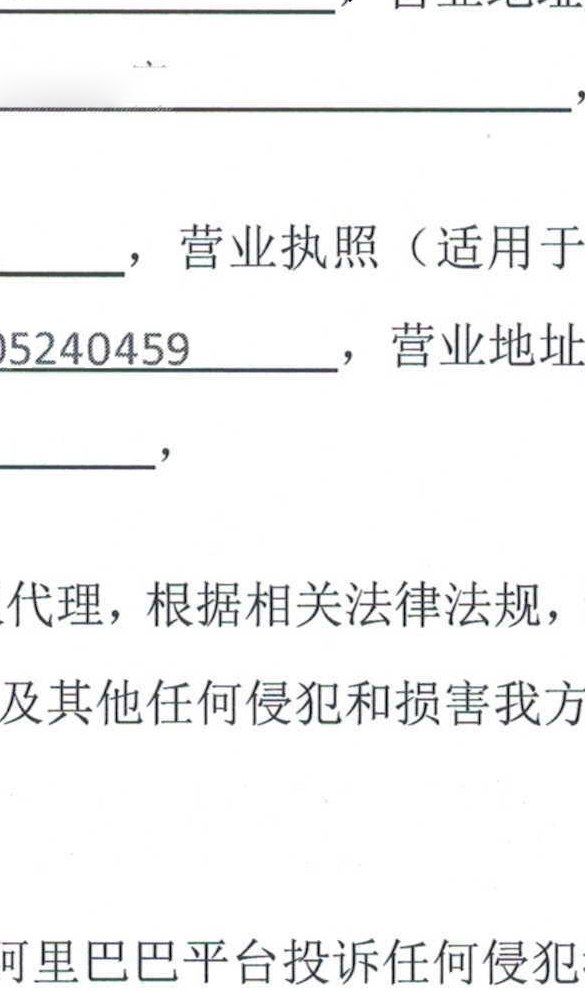 ，营业地址
，
，营业执照（适用于
05240459，营业地址
，
代理，根据相关法律法规，
及其他任何侵犯和损害我方
阿里巴巴平台投诉任何侵犯